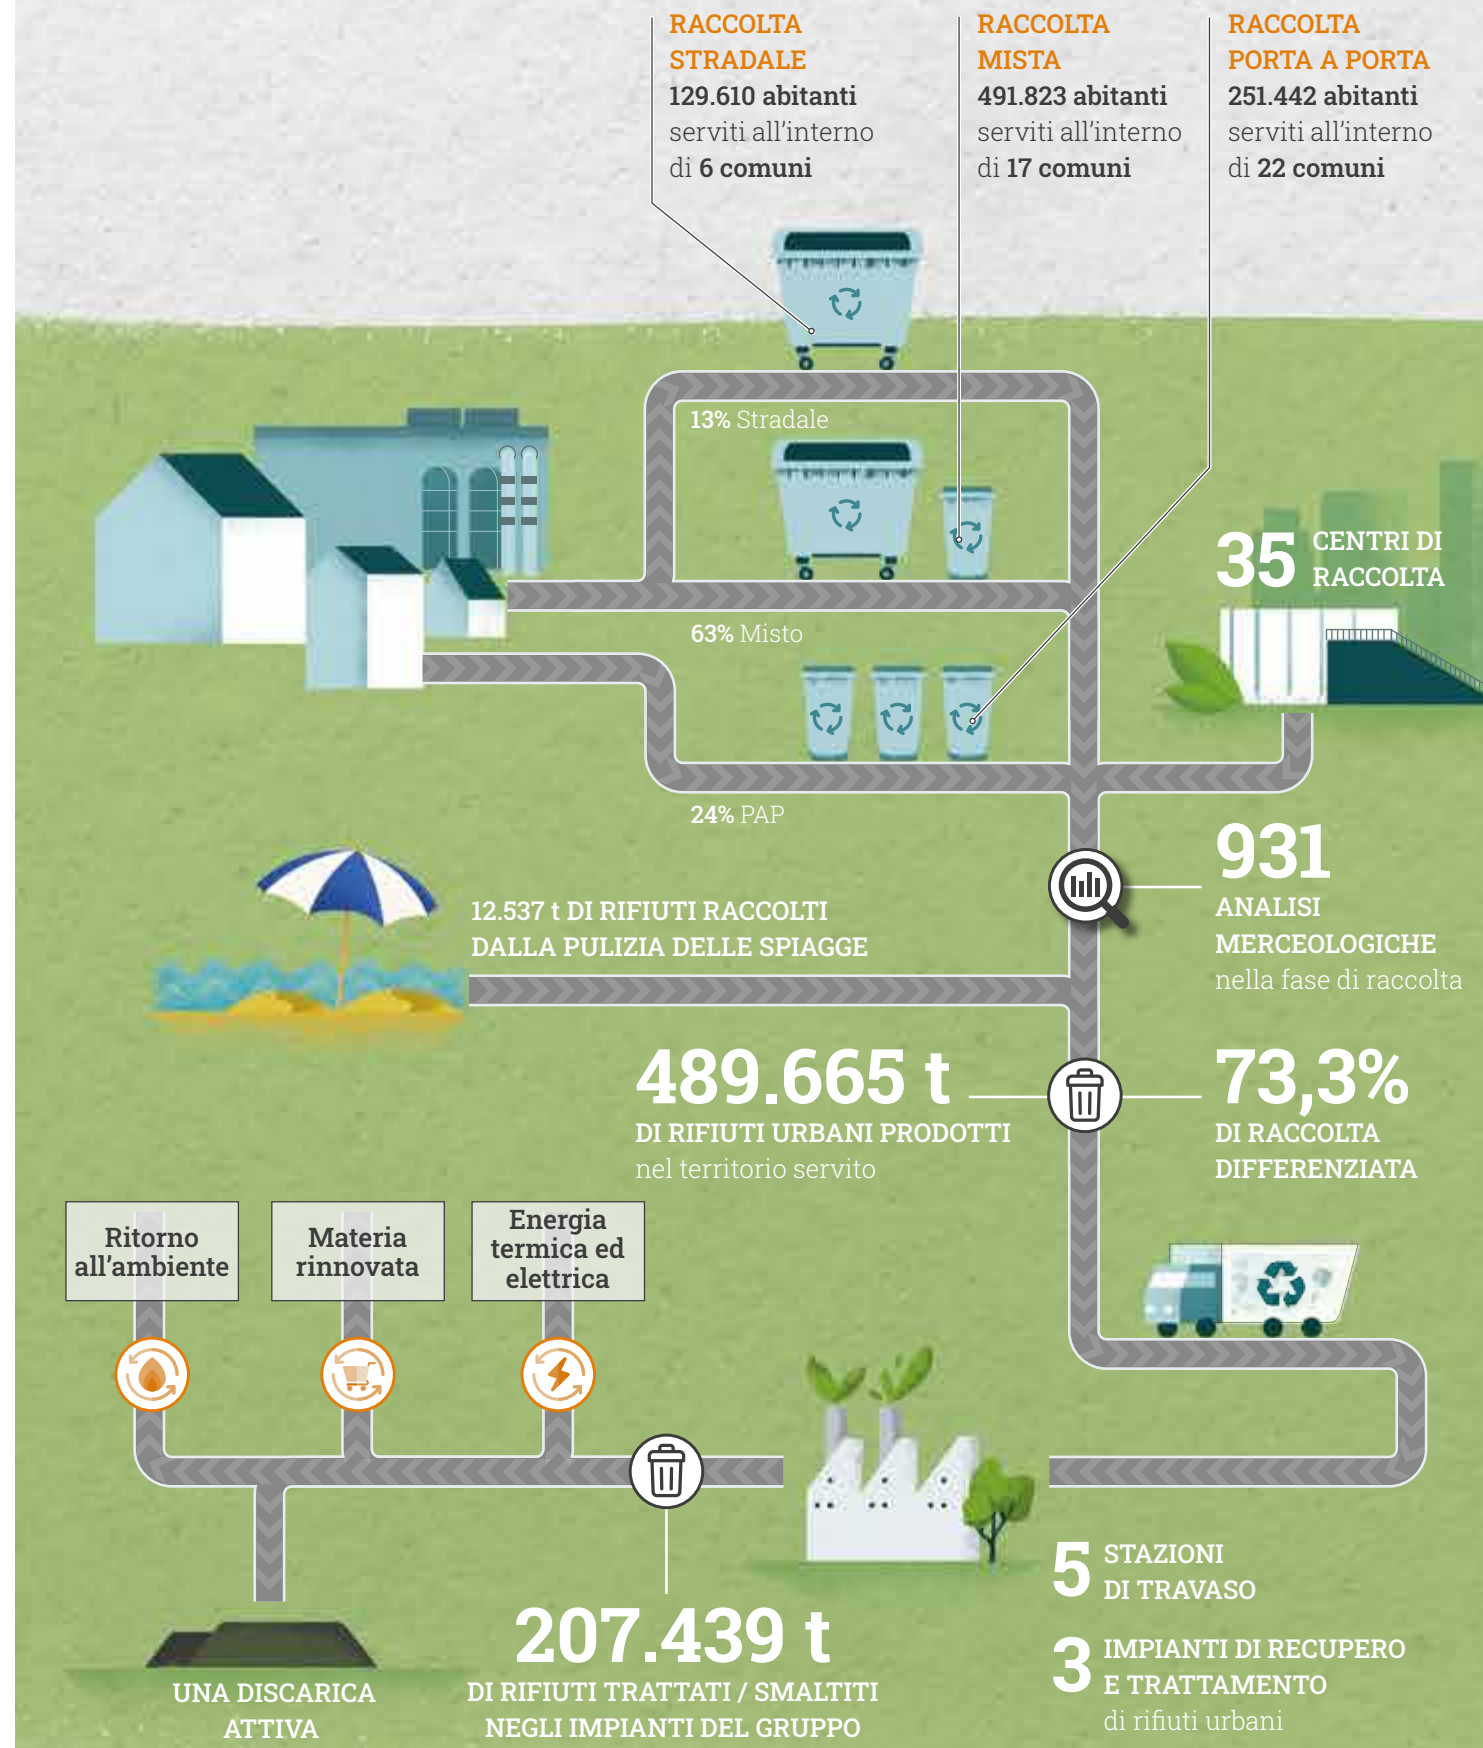 RACCOLTA
STRADALE
129.610 abitanti
serviti all'interno
di 6 comuni
RACCOLTA
MISTA
491.823 abitanti
serviti all'interno
di 17 comuni
RACCOLTA
PORTA A PORTA
251.442 abitanti
serviti all'interno
di 22 comuni
13% Stradale
63% Misto
24% PAP
35 CENTRI DI
RACCOLTA
931
ANALISI
MERCEOLOGICHE
nella fase di raccolta
12.537 t DI RIFIUTI RACCOLTI
DALLA PULIZIA DELLE SPIAGGE
489.665 t
DI RIFIUTI URBANI PRODOTTI
nel territorio servito
73,3%
DI RACCOLTA
DIFFERENZIATA
Ritorno
all'ambiente
Materia
rinnovata
Energia
termica ed
elettrica
5 STAZIONI
DI TRAVASO
3 IMPIANTI DI RECUPERO
E TRATTAMENTO
di rifiuti urbani
207.439 t
DI RIFIUTI TRATTATI / SMALTITI
NEGLI IMPIANTI DEL GRUPPO
UNA DISCARICA
ATTIVA